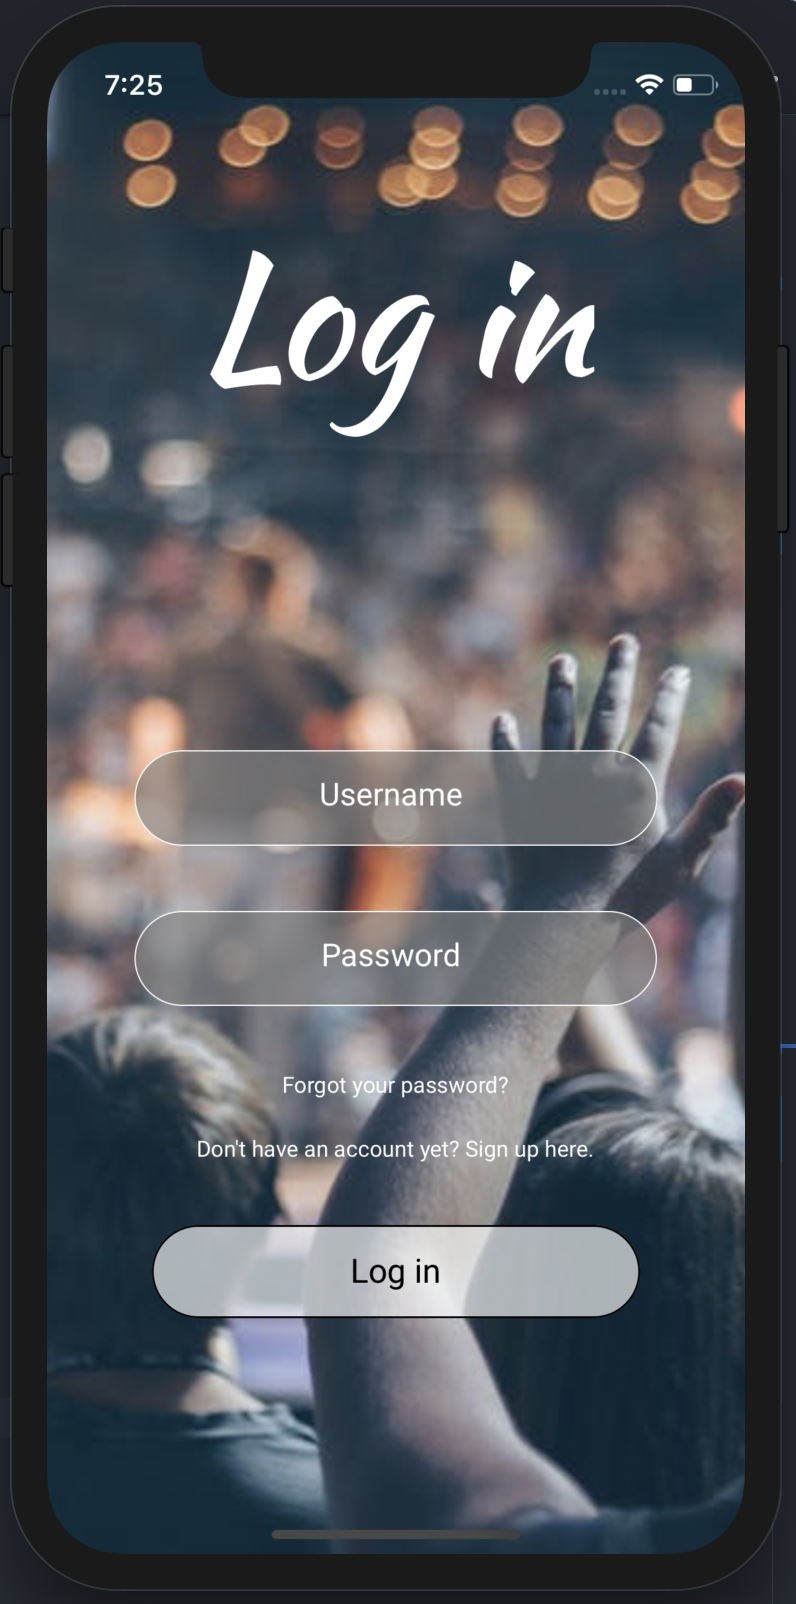 7:25
Log in
Username
Password
Forgot your password?
Don't have an account yet? Sign up here.
Log in